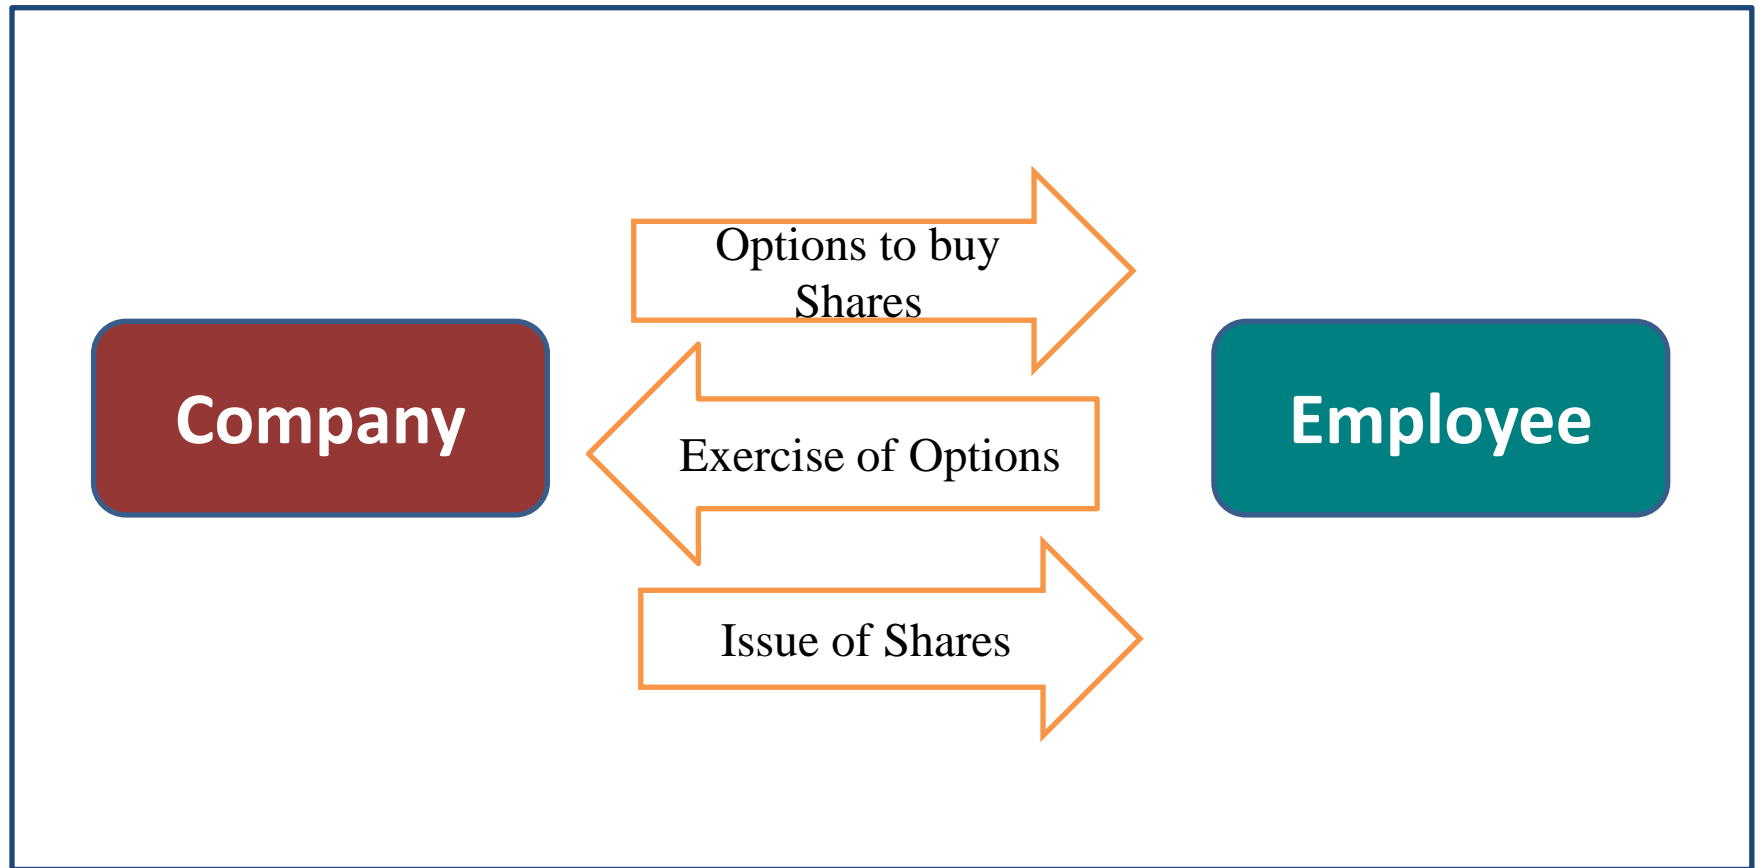 Options to buy
Shares
Company
Exercise of Options
Employee
Issue of Shares